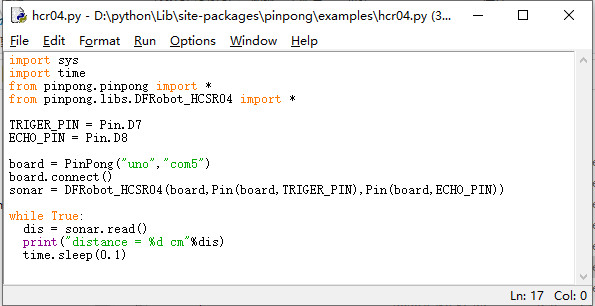 hcr04.py - D:\python\Lib\site-packages\pinpong\examples\hcr04.py (3...
File Edit Format Run Options Window Help
import sys
import time
from pinpong.pinpong import *
from pinpong.libs.DFRobot_HCSR04 import *
TRIGER_PIN = Pin.D7
ECHO_PIN = Pin.D8
board = PinPong("uno","com5")
board.connect()
sonar = DFRobot_HCSR04(board,Pin(board,TRIGER_PIN),Pin(board,ECHO_PIN))
while True:
  dis = sonar.read()
  print("distance = %d cm"%dis)
  time.sleep(0.1)
Ln: 17 Col: 0